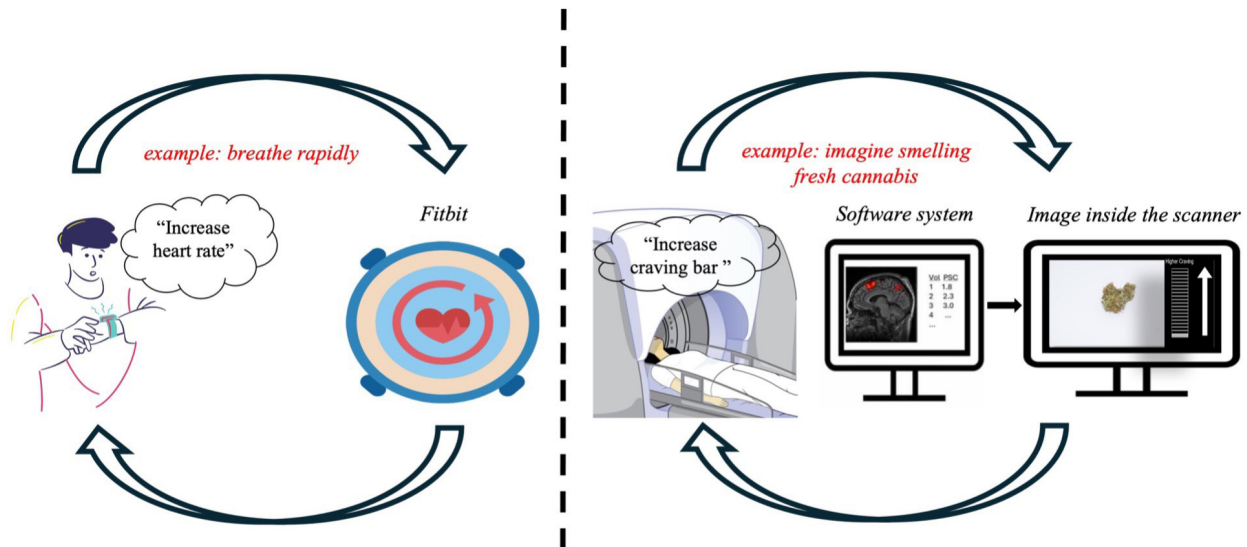 example: breathe rapidly
“Increase
heart rate”
Fitbit
example: imagine smelling
fresh cannabis
“Increase
craving bar ”
Software system
Vol PSC
1 1.8
2 2.3
3 3.0
4 ...
...
Image inside the scanner
Higher Craving